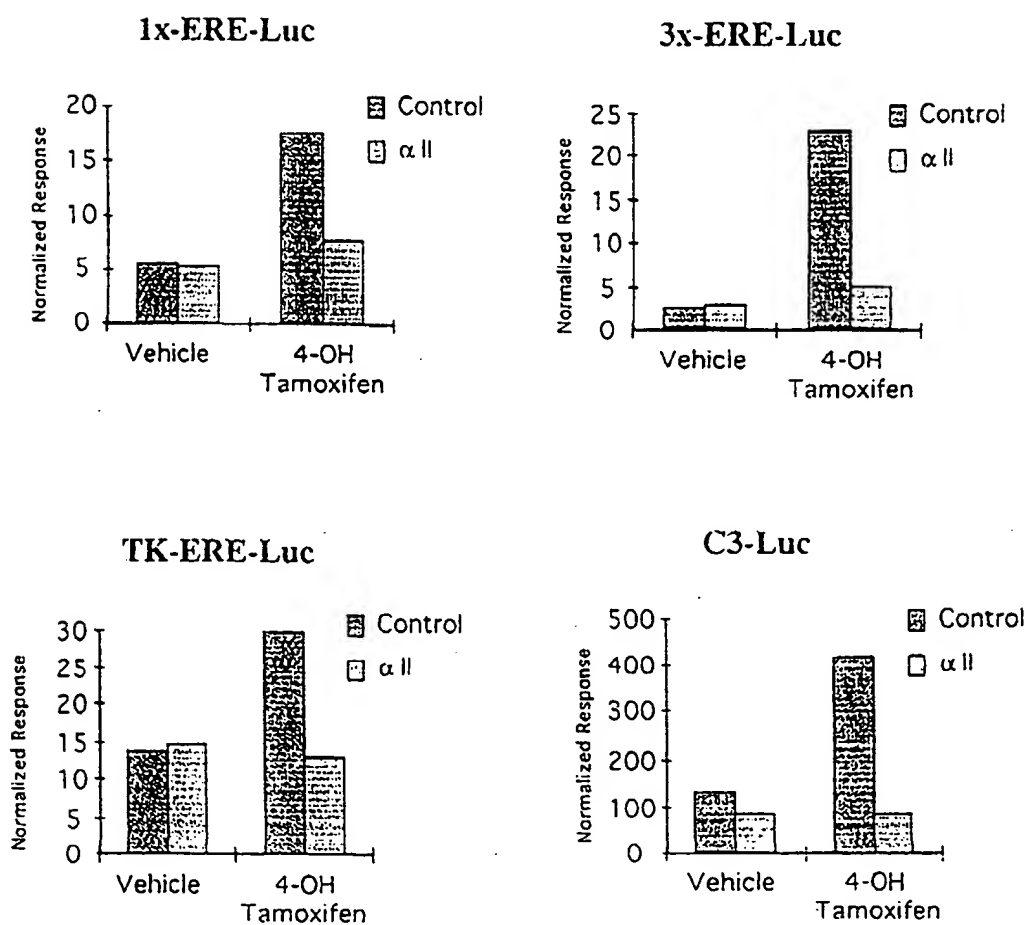 1x-ERE-Luc
Normalized Response
20
15
10
5
0
Control
α II
Vehicle
4-OH
Tamoxifen
3x-ERE-Luc
Normalized Response
25
20
15
10
5
0
Control
α II
Vehicle
4-OH
Tamoxifen
TK-ERE-Luc
Normalized Response
30
25
20
15
10
5
0
Control
α II
Vehicle
4-OH
Tamoxifen
C3-Luc
Normalized Response
500
400
300
200
100
0
Control
α II
Vehicle
4-OH
Tamoxifen